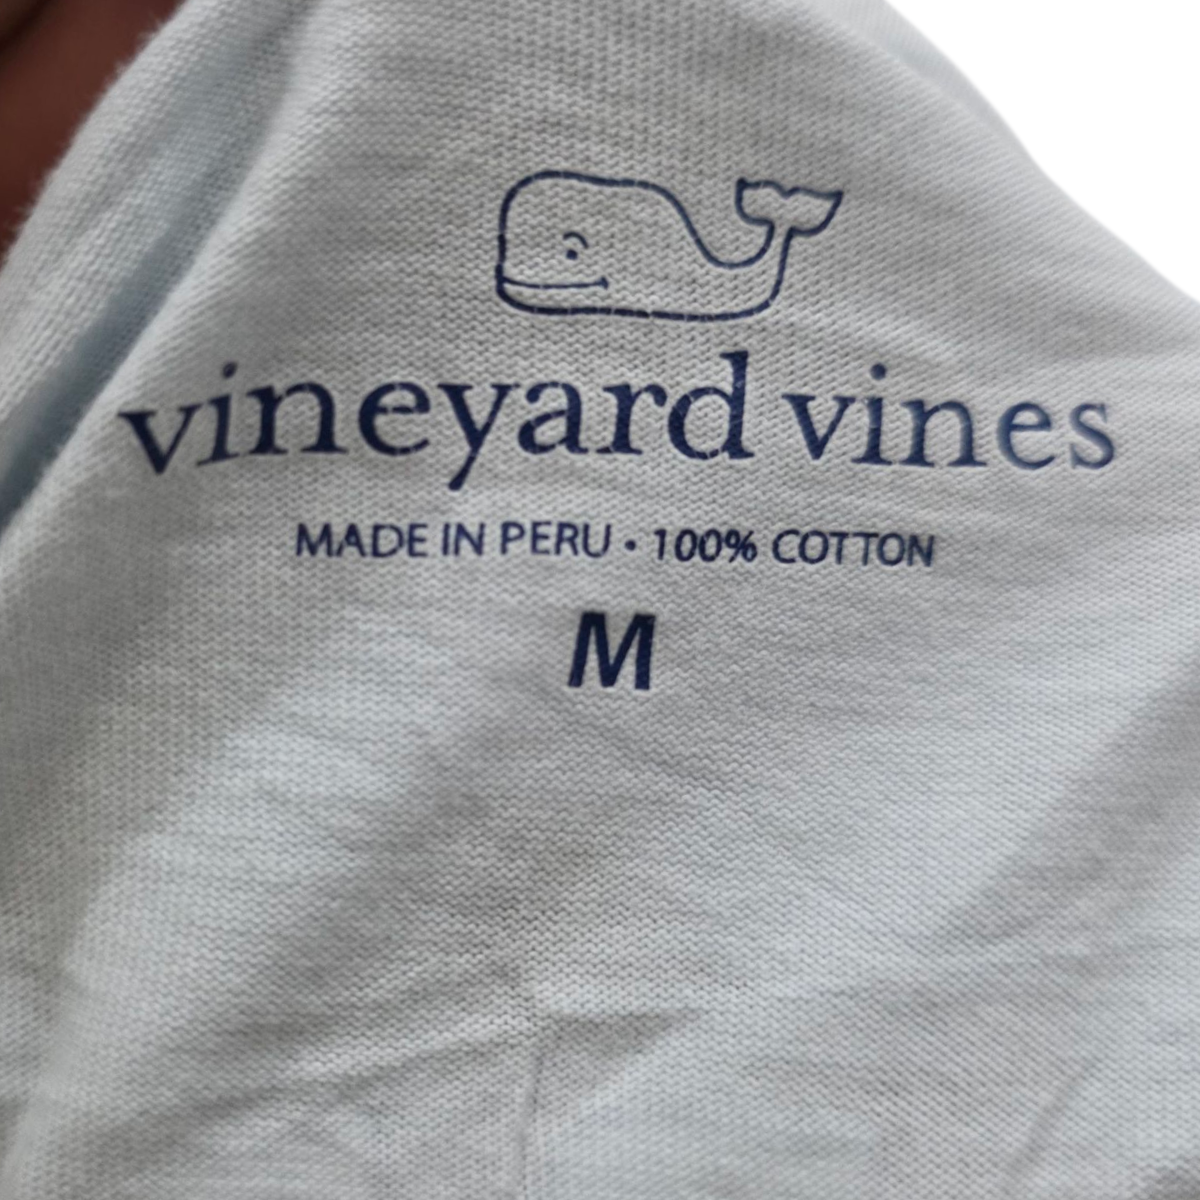 vineyard vines
MADE IN PERU • 100% COTTON
M